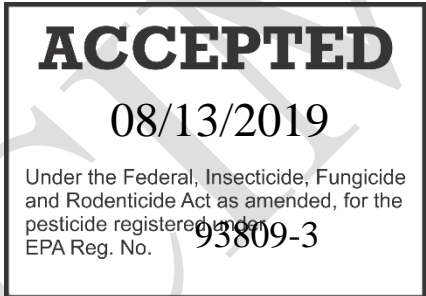 ACCEPTED
08/13/2019
Under the Federal, Insecticide, Fungicide
and Rodenticide Act as amended, for the
pesticide registered under
EPA Reg. No. 93809-3